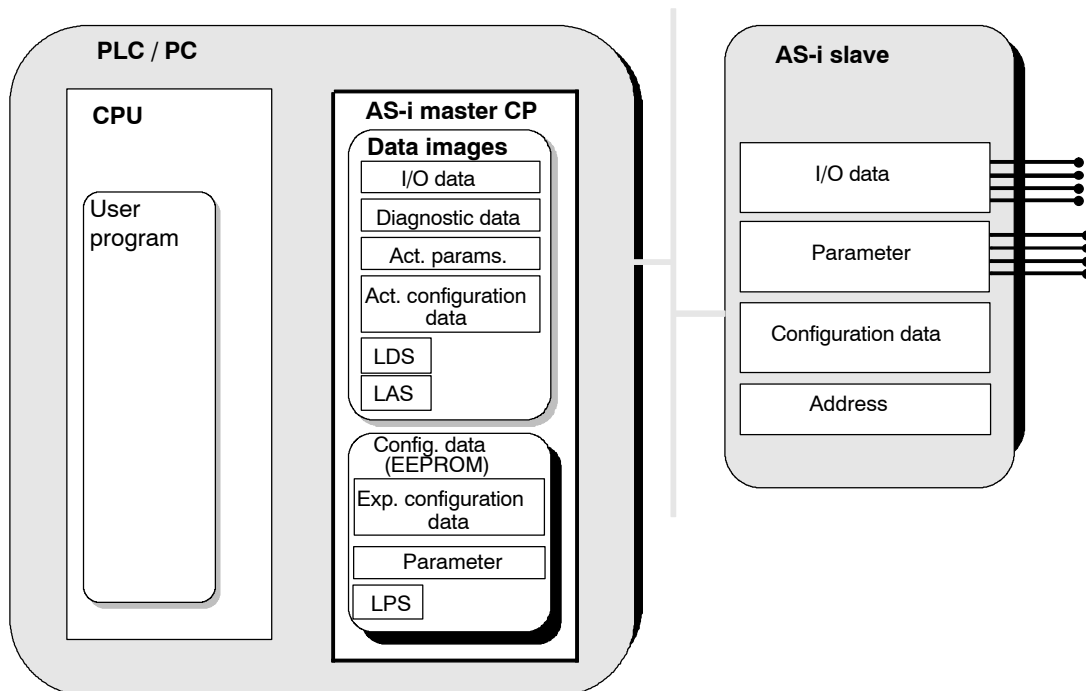 PLC / PC
CPU
User
program
AS-i master CP
Data images
I/O data
Diagnostic data
Act. params.
Act. configuration
data
LDS
LAS
Config. data
(EEPROM)
Exp. configuration
data
Parameter
LPS
AS-i slave
I/O data
Parameter
Configuration data
Address